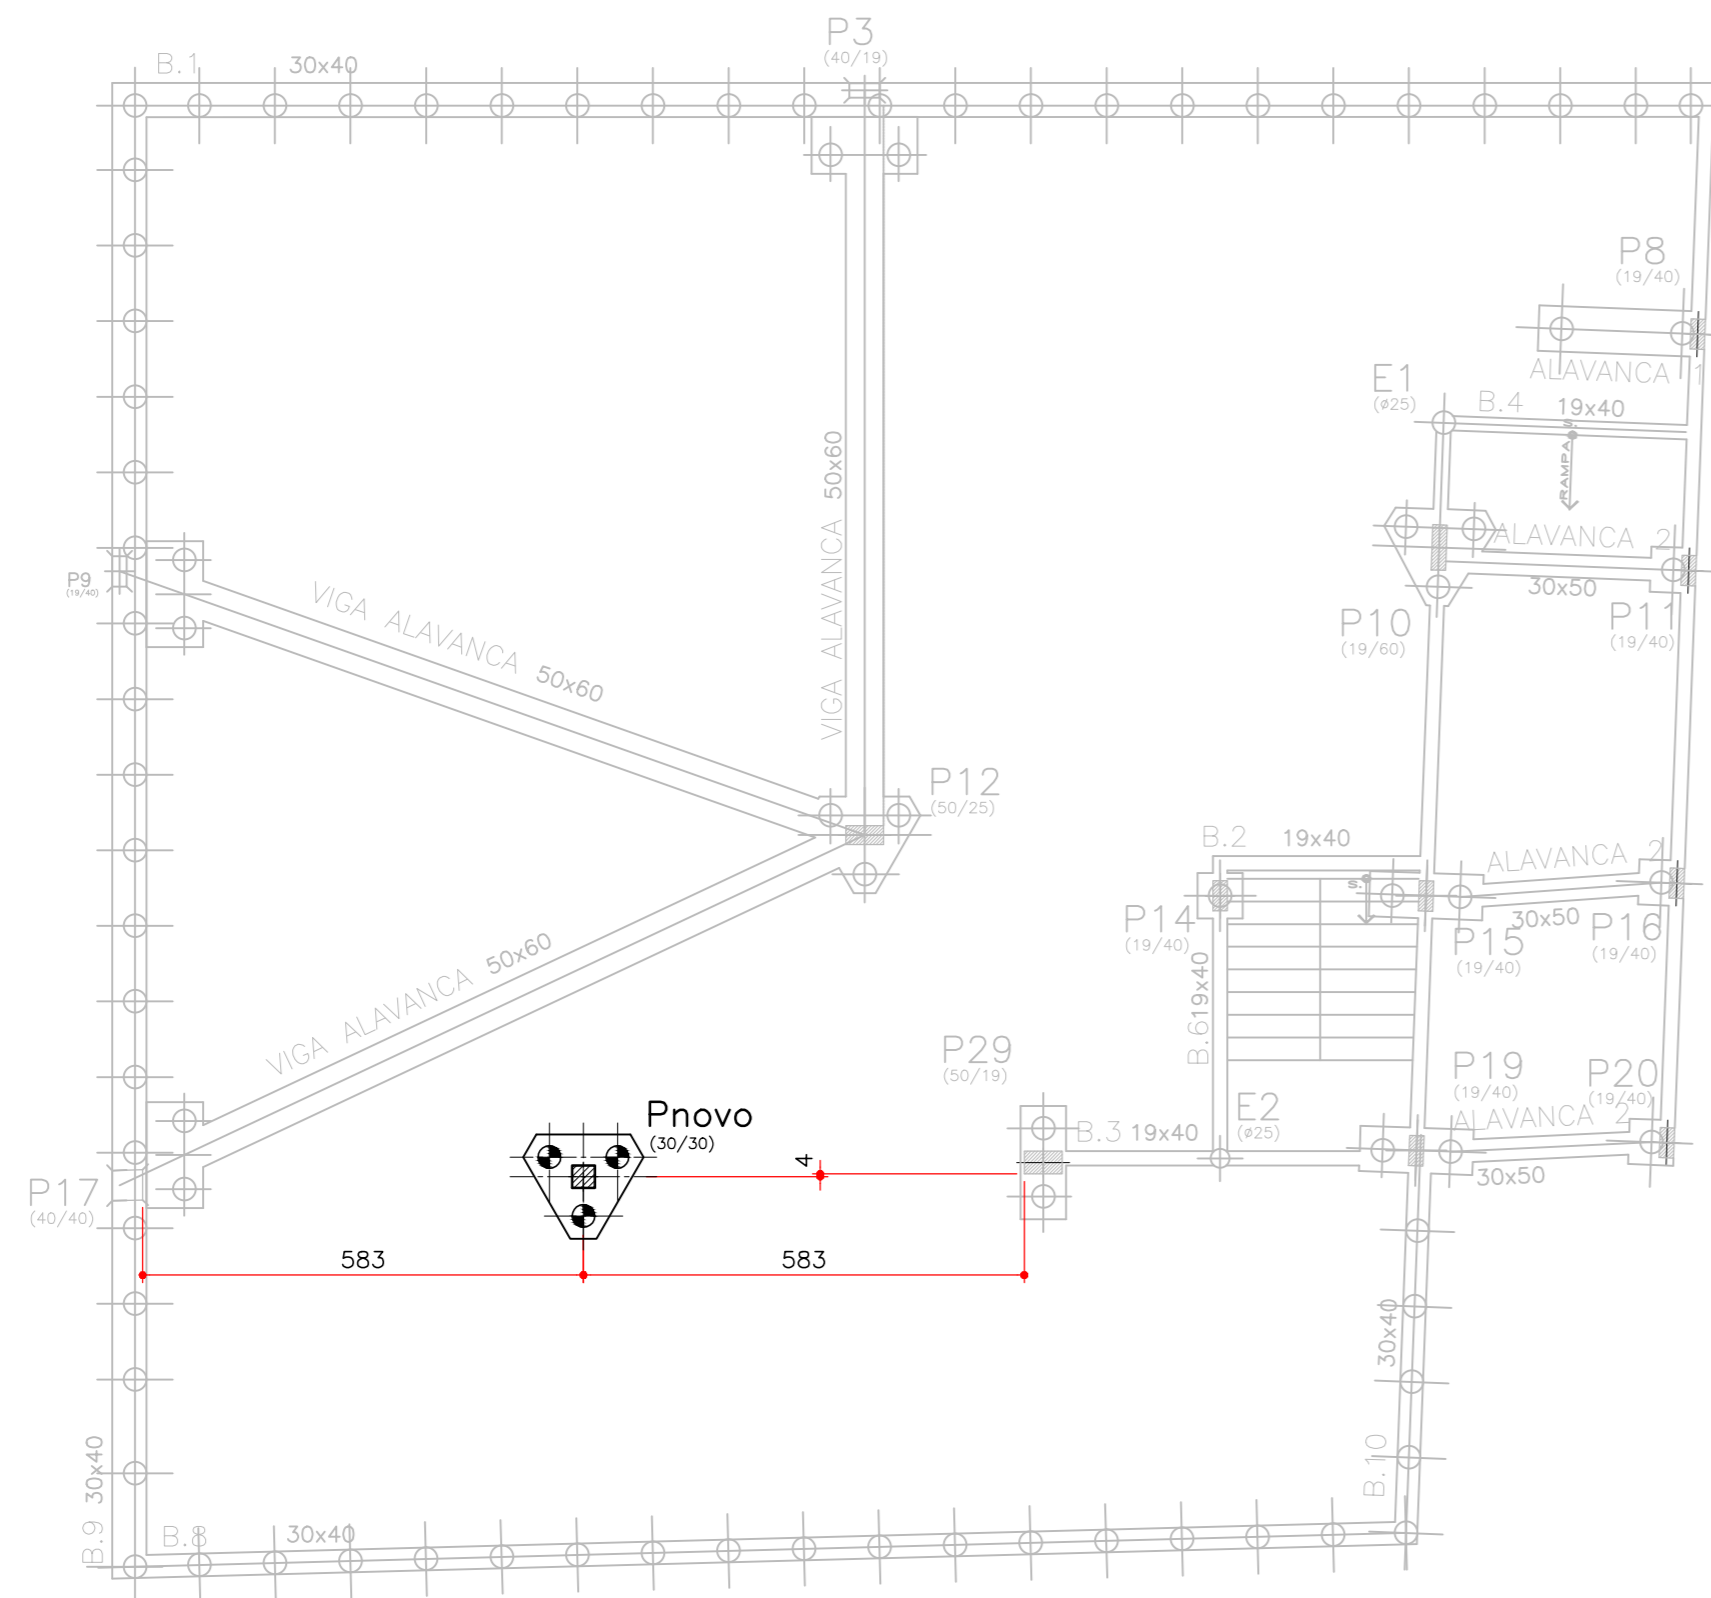 P3
(40/19)
B.1
30x40
P8
(19/40)
ALAVANCA 1
E1
(ø25)
B.4
19x40
S.
RAMPA
VIGA ALAVANCA 50x60
ALAVANCA 2
30x50
P9
(19/40)
VIGA ALAVANCA 50x60
P10
(19/60)
P11
(19/40)
P12
(50/25)
B.2
19x40
ALAVANCA 2
30x50
S.
P14
(19/40)
P15
(19/40)
P16
(19/40)
VIGA ALAVANCA 50x60
B.6
19x40
P29
(50/19)
P19
(19/40)
P20
(19/40)
ALAVANCA 2
30x50
Pnovo
(30/30)
4
B.3
19x40
E2
(ø25)
P17
(40/40)
583
583
30x40
B.10
B.9
30x40
B.8
30x40